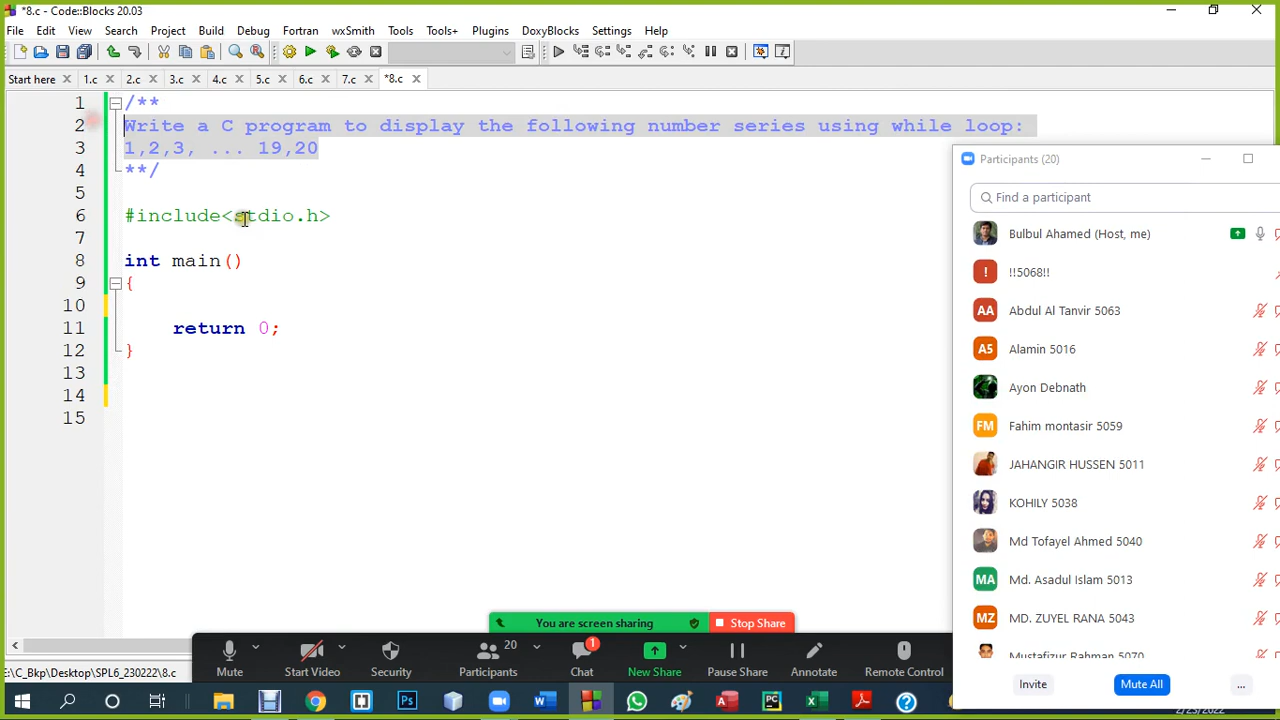 *8.c - Code::Blocks 20.03
File Edit View Search Project Build Debug Fortran wxSmith Tools Tools+ Plugins DoxyBlocks Settings Help
Start here 1.c 2.c 3.c 4.c 5.c 6.c 7.c *8.c
1 /**
2 Write a C program to display the following number series using while loop:
3 1,2,3, ... 19,20
4 **/
5
6 #include<stdio.h>
7
8 int main()
9 {
10
11 return 0;
12 }
13
14
15
Participants (20)
Find a participant
Bulbul Ahamed (Host, me)
! !!5068!!
AA Abdul Al Tanvir 5063
A5 Alamin 5016
Ayon Debnath
FM Fahim montasir 5059
JAHANGIR HUSSEN 5011
KOHILY 5038
Md Tofayel Ahmed 5040
MA Md. Asadul Islam 5013
MZ MD. ZUYEL RANA 5043
Mustafizur Rahman 5070
Invite Mute All ...
You are screen sharing Stop Share
20 1
Mute Start Video Security Participants Chat New Share Pause Share Annotate Remote Control
E:\C_Bkp\Desktop\SPL6_230222\8.c
2/23/2022